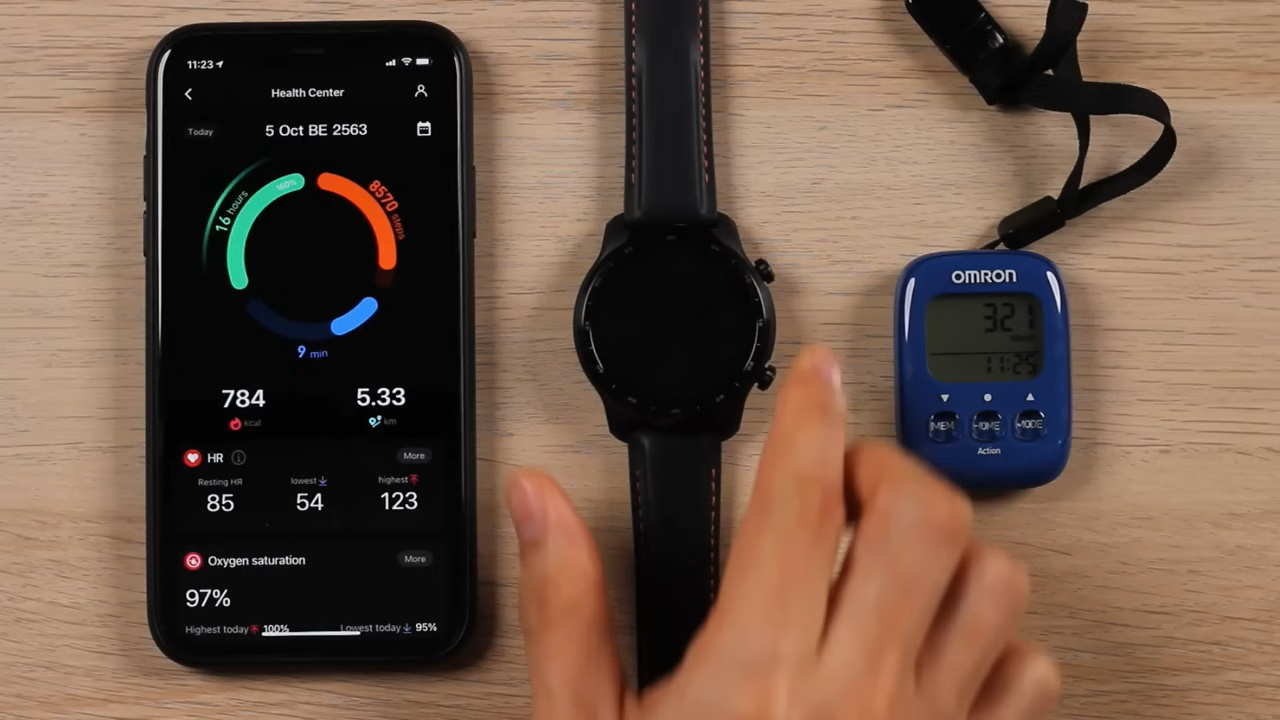 11:23
Health Center
Today
5 Oct BE 2563
16 hours
100%
8570 steps
9 min
784
kcal
5.33
km
HR
More
Resting HR
85
lowest
54
highest
123
Oxygen saturation
More
97%
Highest today 100%
Lowest today 95%
OMRON
321
11:25
MEM
HOME
MODE
Action